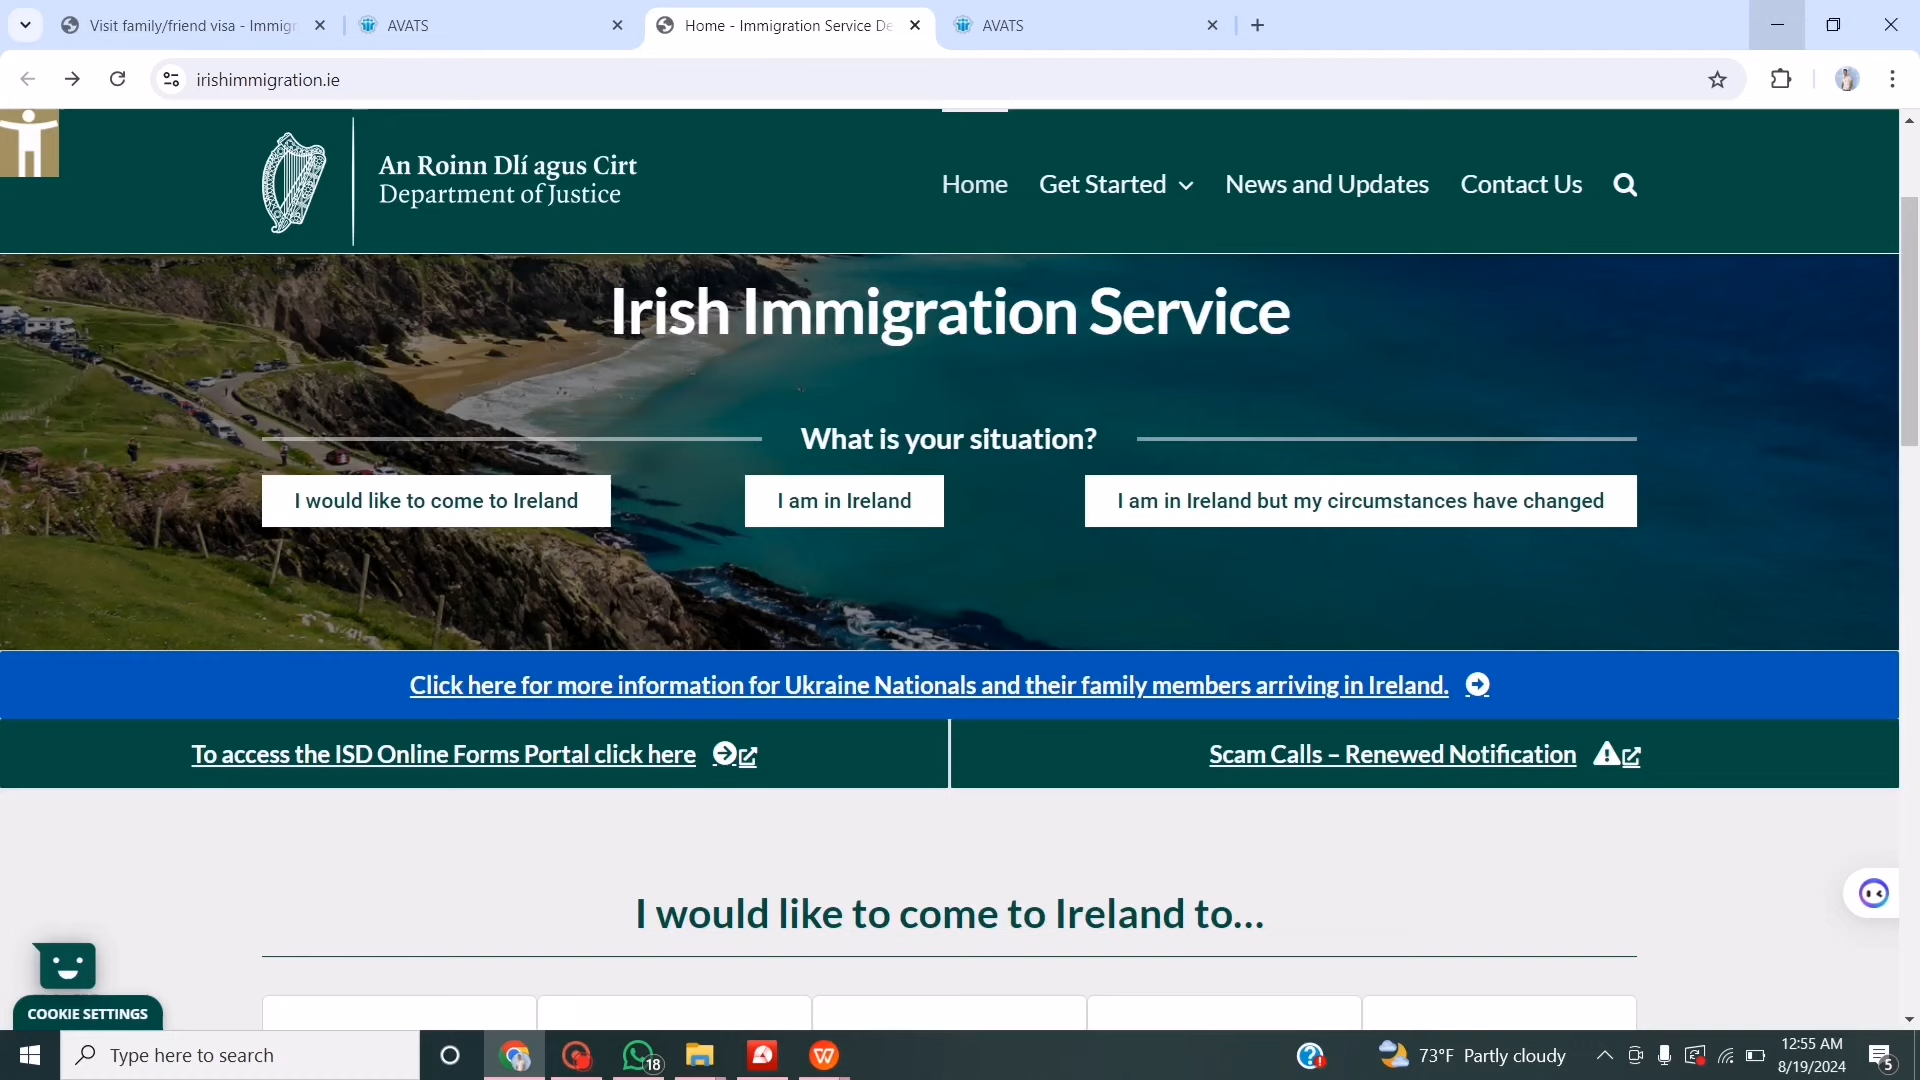 Visit family/friend visa - Immigr
AVATS
Home - Immigration Service De
AVATS
irishimmigration.ie
An Roinn Dlí agus Cirt
Department of Justice
Home
Get Started
News and Updates
Contact Us
Irish Immigration Service
What is your situation?
I would like to come to Ireland
I am in Ireland
I am in Ireland but my circumstances have changed
Click here for more information for Ukraine Nationals and their family members arriving in Ireland.
To access the ISD Online Forms Portal click here
Scam Calls – Renewed Notification
I would like to come to Ireland to...
COOKIE SETTINGS
Type here to search
18
73°F Partly cloudy
12:55 AM
8/19/2024
5